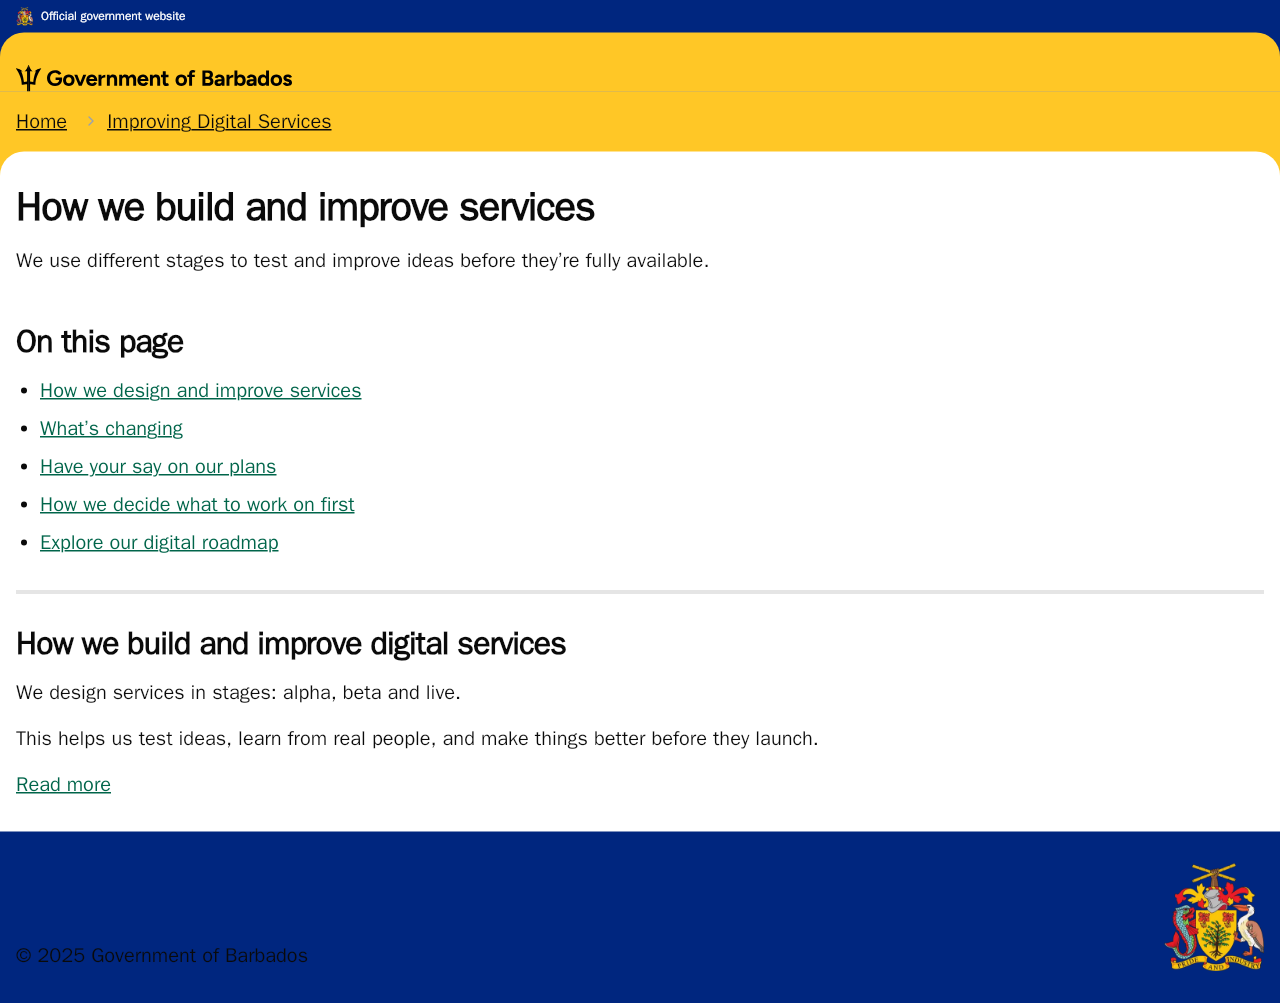 Official government website
Government of Barbados
Home
Improving Digital Services
How we build and improve services
We use different stages to test and improve ideas before they're fully available.
On this page
How we design and improve services
What's changing
Have your say on our plans
How we decide what to work on first
Explore our digital roadmap
How we build and improve digital services
We design services in stages: alpha, beta and live.
This helps us test ideas, learn from real people, and make things better before they launch.
Read more
PRIDE AND INDUSTRY
© 2025 Government of Barbados